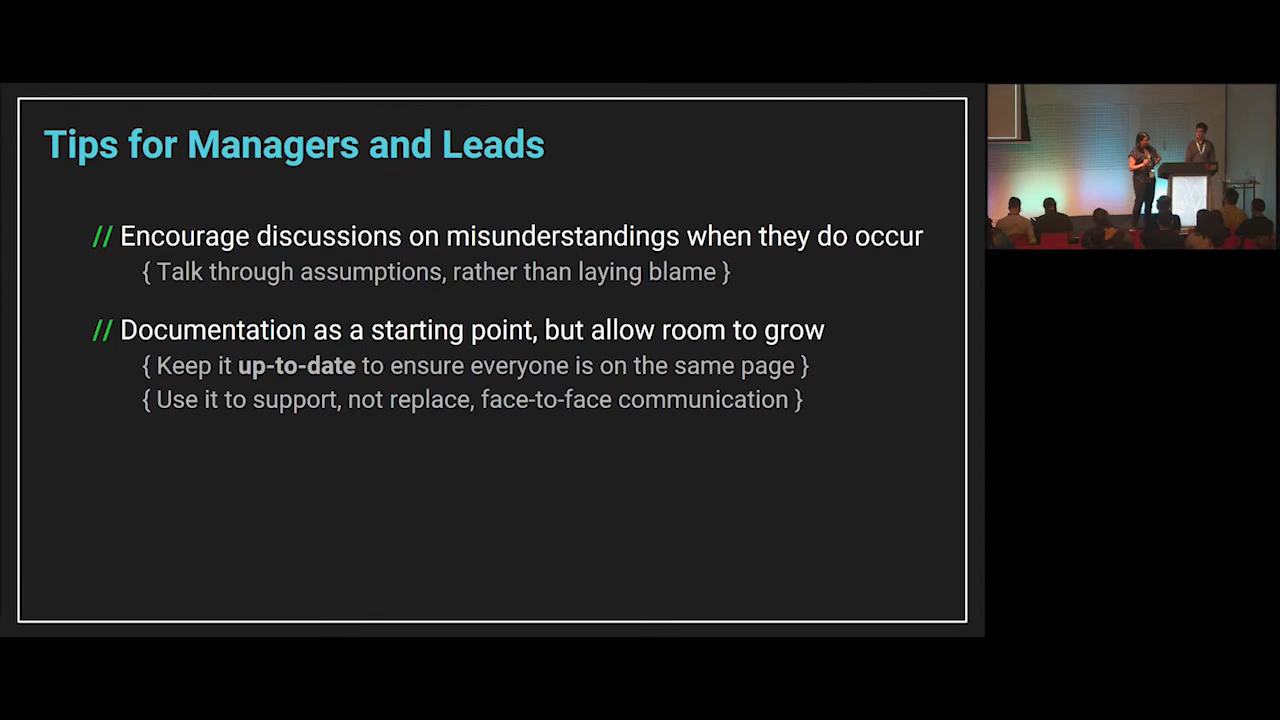 Tips for Managers and Leads
// Encourage discussions on misunderstandings when they do occur
{ Talk through assumptions, rather than laying blame }
// Documentation as a starting point, but allow room to grow
{ Keep it up-to-date to ensure everyone is on the same page }
{ Use it to support, not replace, face-to-face communication }